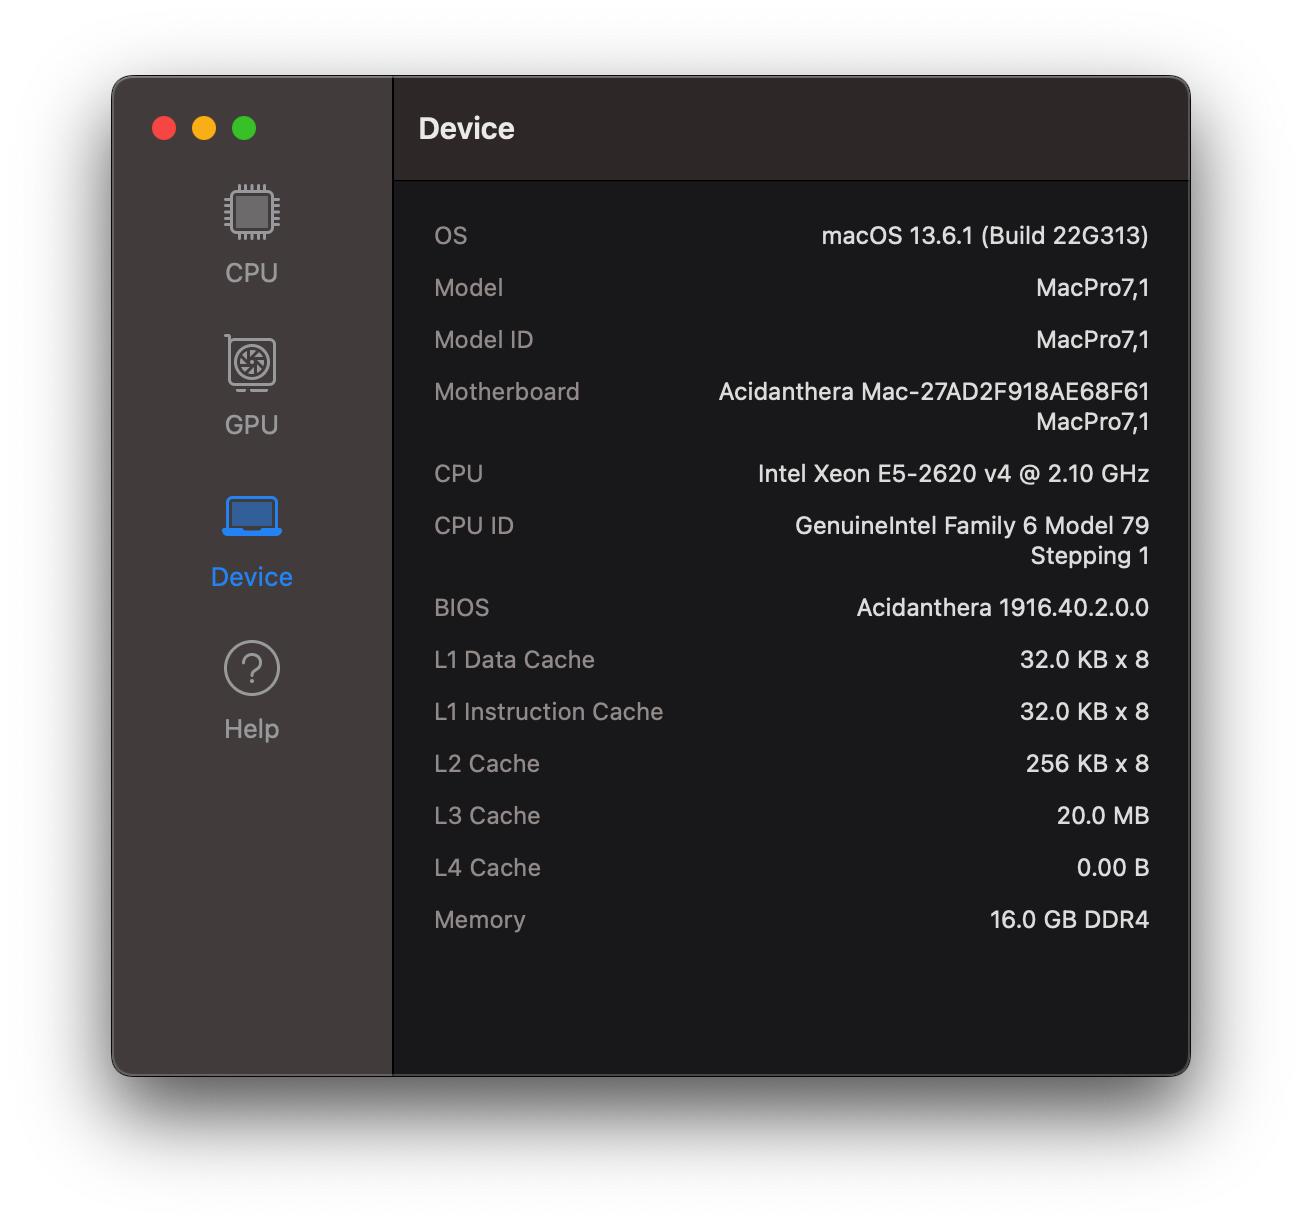 Device
CPU
GPU
Device
Help
OS macOS 13.6.1 (Build 22G313)
Model MacPro7,1
Model ID MacPro7,1
Motherboard Acidanthera Mac-27AD2F918AE68F61
MacPro7,1
CPU Intel Xeon E5-2620 v4 @ 2.10 GHz
CPU ID GenuineIntel Family 6 Model 79
Stepping 1
BIOS Acidanthera 1916.40.2.0.0
L1 Data Cache 32.0 KB x 8
L1 Instruction Cache 32.0 KB x 8
L2 Cache 256 KB x 8
L3 Cache 20.0 MB
L4 Cache 0.00 B
Memory 16.0 GB DDR4